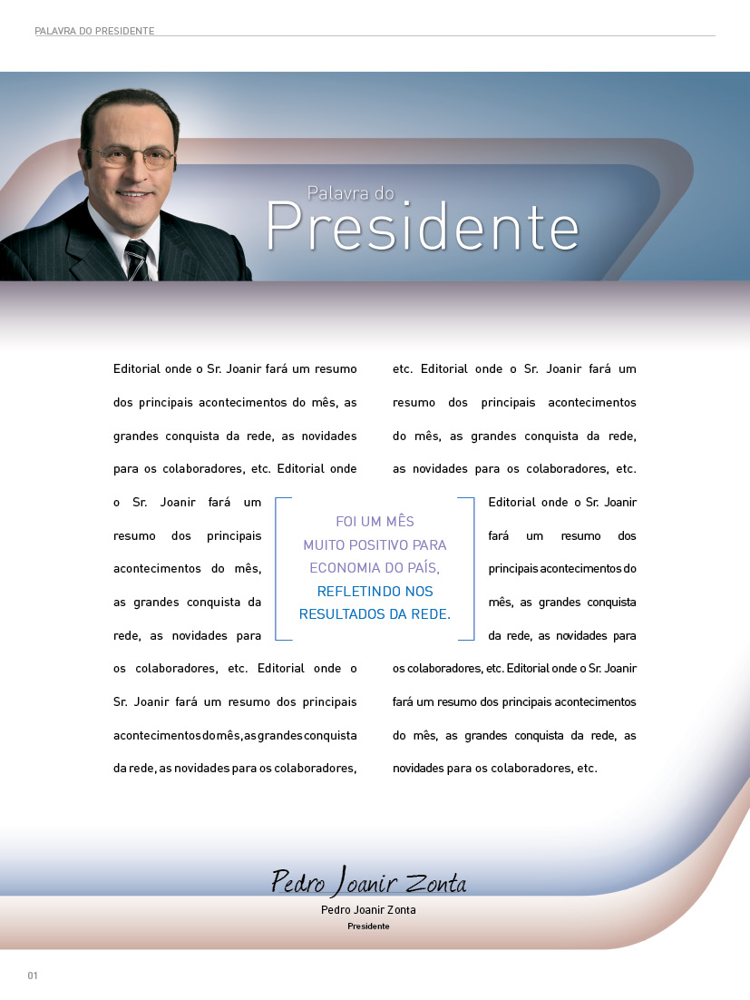 PALAVRA DO PRESIDENTE
Palavra do
Presidente
Editorial onde o Sr. Joanir fará um resumo
dos principais acontecimentos do mês, as
grandes conquista da rede, as novidades
para os colaboradores, etc. Editorial onde
o Sr. Joanir fará um
resumo dos principais
acontecimentos do mês,
as grandes conquista da
rede, as novidades para
os colaboradores, etc. Editorial onde o
Sr. Joanir fará um resumo dos principais
acontecimentos do mês, as grandes conquista
da rede, as novidades para os colaboradores,
FOI UM MÊS
MUITO POSITIVO PARA
ECONOMIA DO PAÍS,
REFLETINDO NOS
RESULTADOS DA REDE.
etc. Editorial onde o Sr. Joanir fará um
resumo dos principais acontecimentos
do mês, as grandes conquista da rede,
as novidades para os colaboradores, etc.
Editorial onde o Sr. Joanir
fará um resumo dos
principais acontecimentos do
mês, as grandes conquista
da rede, as novidades para
os colaboradores, etc. Editorial onde o Sr. Joanir
fará um resumo dos principais acontecimentos
do mês, as grandes conquista da rede, as
novidades para os colaboradores, etc.
Pedro Joanir Zonta
Pedro Joanir Zonta
Presidente
01